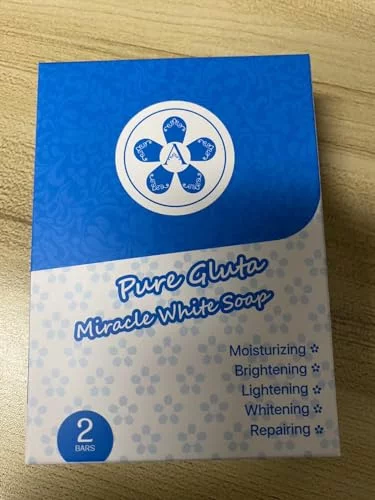 A
Pure Gluta
Miracle White Soap
Moisturizing
Brightening
Lightening
Whitening
Repairing
2
BARS